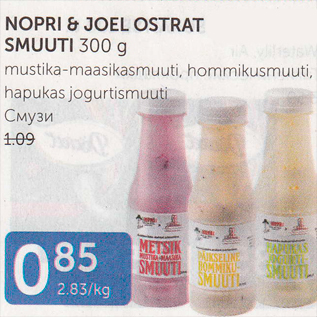 NOPRI & JOEL OSTRAT
SMUUTI 300 g
mustika-maasikasmuuti, hommikusmuuti,
hapukas jogurtismuuti
Смузи
1.09
0.85
2.83/kg
METSIK
MUSTIKA-MAASIKA
SMUUTI
PÄIKSELINE
HOMMIKU-
SMUUTI
HAPUKAS
JOGURTI-
SMUUTI